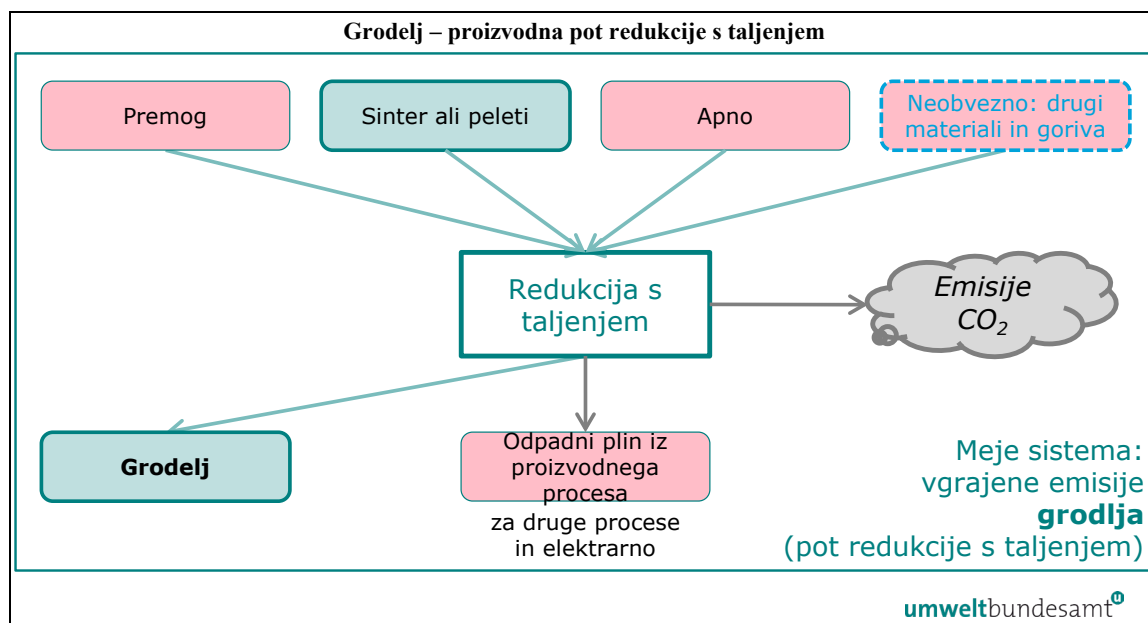 Grodelj – proizvodna pot redukcije s taljenjem
Premog
Sinter ali peleti
Apno
Neobvezno: drugi
materiali in goriva
Redukcija s
taljenjem
Emisije
CO₂
Grodelj
Odpadni plin iz
proizvodnega
procesa
za druge procese
in elektrarno
Meje sistema:
vgrajene emisije
grodlja
(pot redukcije s taljenjem)
umweltbundesamt